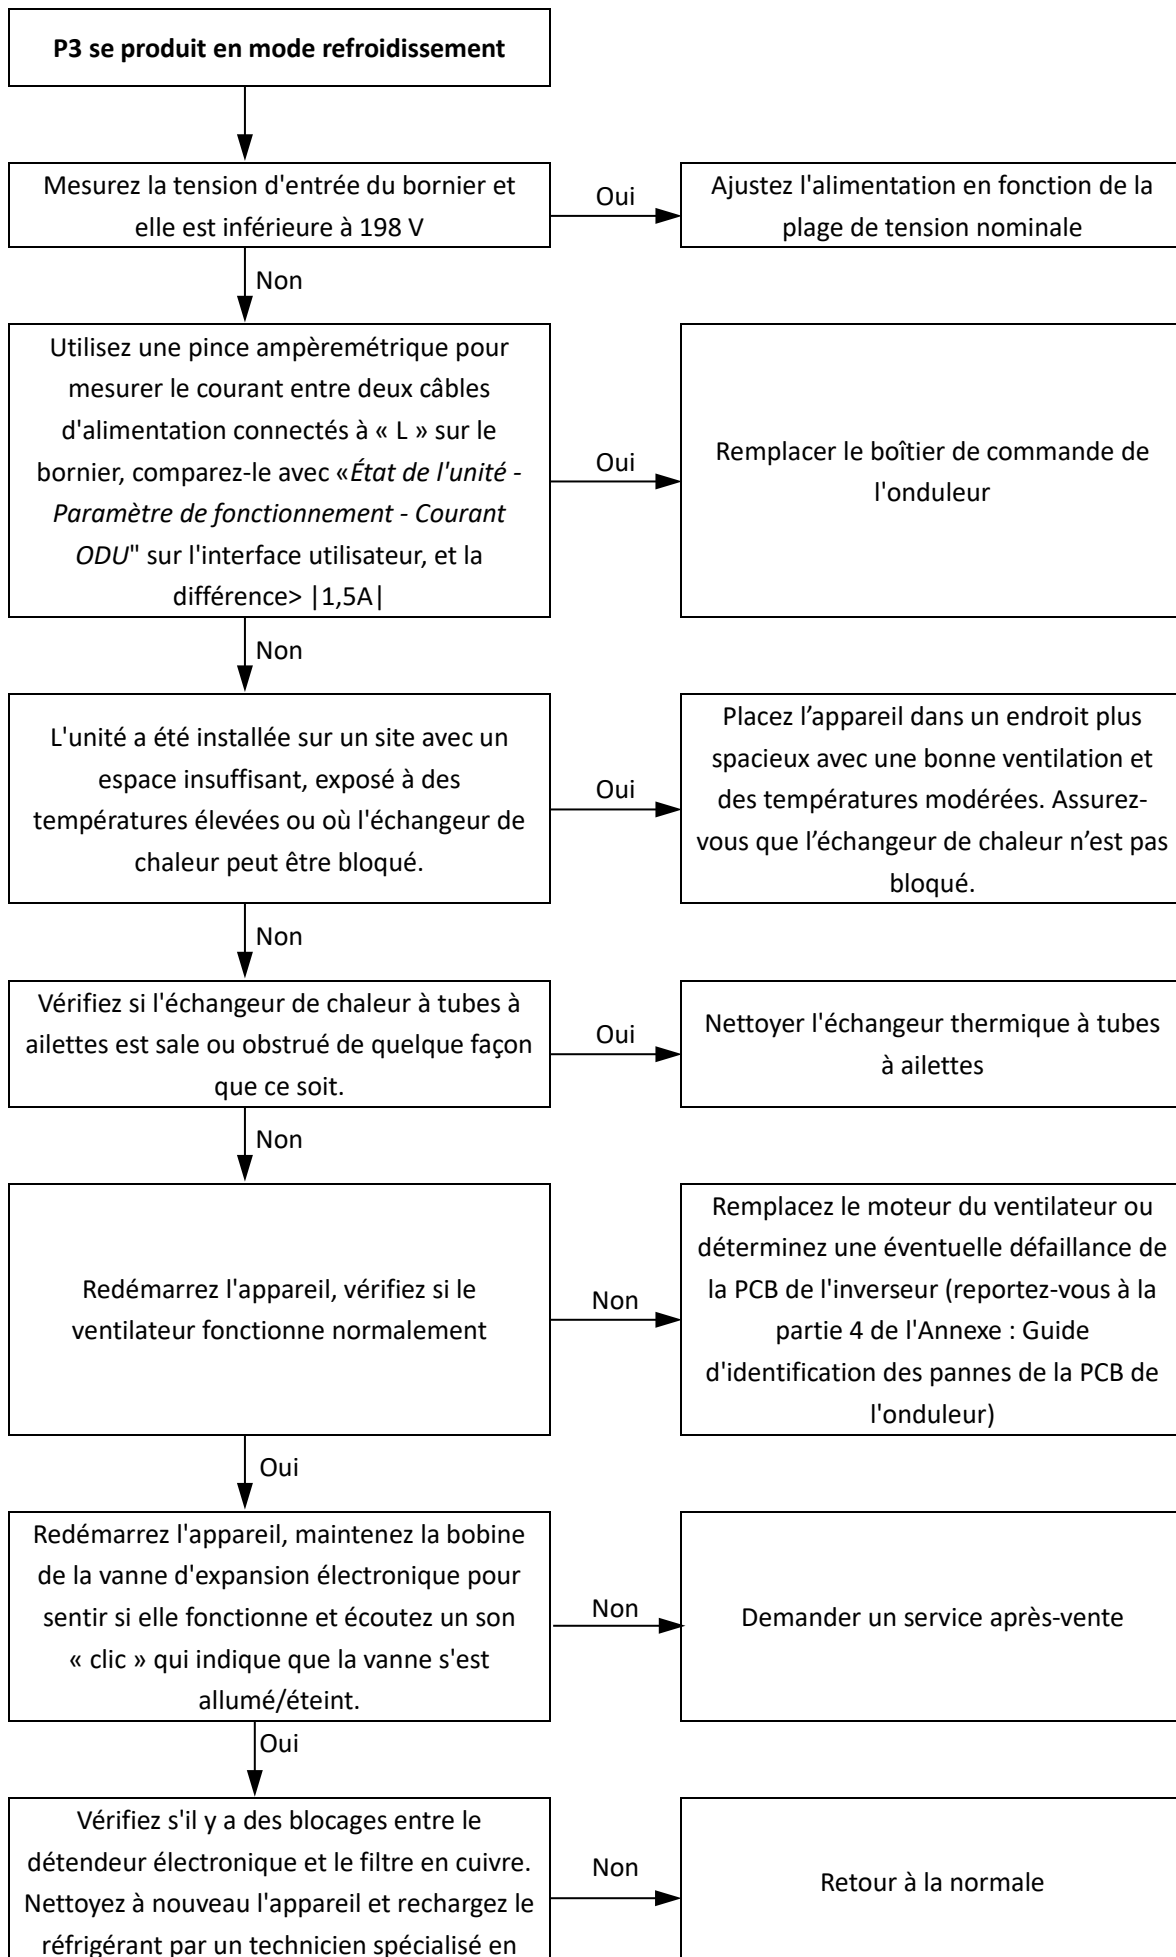 P3 se produit en mode refroidissement
Mesurez la tension d'entrée du bornier et
elle est inférieure à 198 V
Oui
Ajustez l'alimentation en fonction de la
plage de tension nominale
Non
Utilisez une pince ampèremétrique pour
mesurer le courant entre deux câbles
d'alimentation connectés à « L » sur le
bornier, comparez-le avec «État de l'unité -
Paramètre de fonctionnement - Courant
ODU" sur l'interface utilisateur, et la
différence> |1,5A|
Oui
Remplacer le boîtier de commande de
l'onduleur
Non
L'unité a été installée sur un site avec un
espace insuffisant, exposé à des
températures élevées ou où l'échangeur de
chaleur peut être bloqué.
Oui
Placez l’appareil dans un endroit plus
spacieux avec une bonne ventilation et
des températures modérées. Assurez-
vous que l’échangeur de chaleur n’est pas
bloqué.
Non
Vérifiez si l'échangeur de chaleur à tubes à
ailettes est sale ou obstrué de quelque façon
que ce soit.
Oui
Nettoyer l'échangeur thermique à tubes
à ailettes
Non
Redémarrez l'appareil, vérifiez si le
ventilateur fonctionne normalement
Non
Remplacez le moteur du ventilateur ou
déterminez une éventuelle défaillance de
la PCB de l'inverseur (reportez-vous à la
partie 4 de l'Annexe : Guide
d'identification des pannes de la PCB de
l'onduleur)
Oui
Redémarrez l'appareil, maintenez la bobine
de la vanne d'expansion électronique pour
sentir si elle fonctionne et écoutez un son
« clic » qui indique que la vanne s'est
allumé/éteint.
Non
Demander un service après-vente
Oui
Vérifiez s'il y a des blocages entre le
détendeur électronique et le filtre en cuivre.
Nettoyez à nouveau l'appareil et rechargez le
réfrigérant par un technicien spécialisé en
Non
Retour à la normale